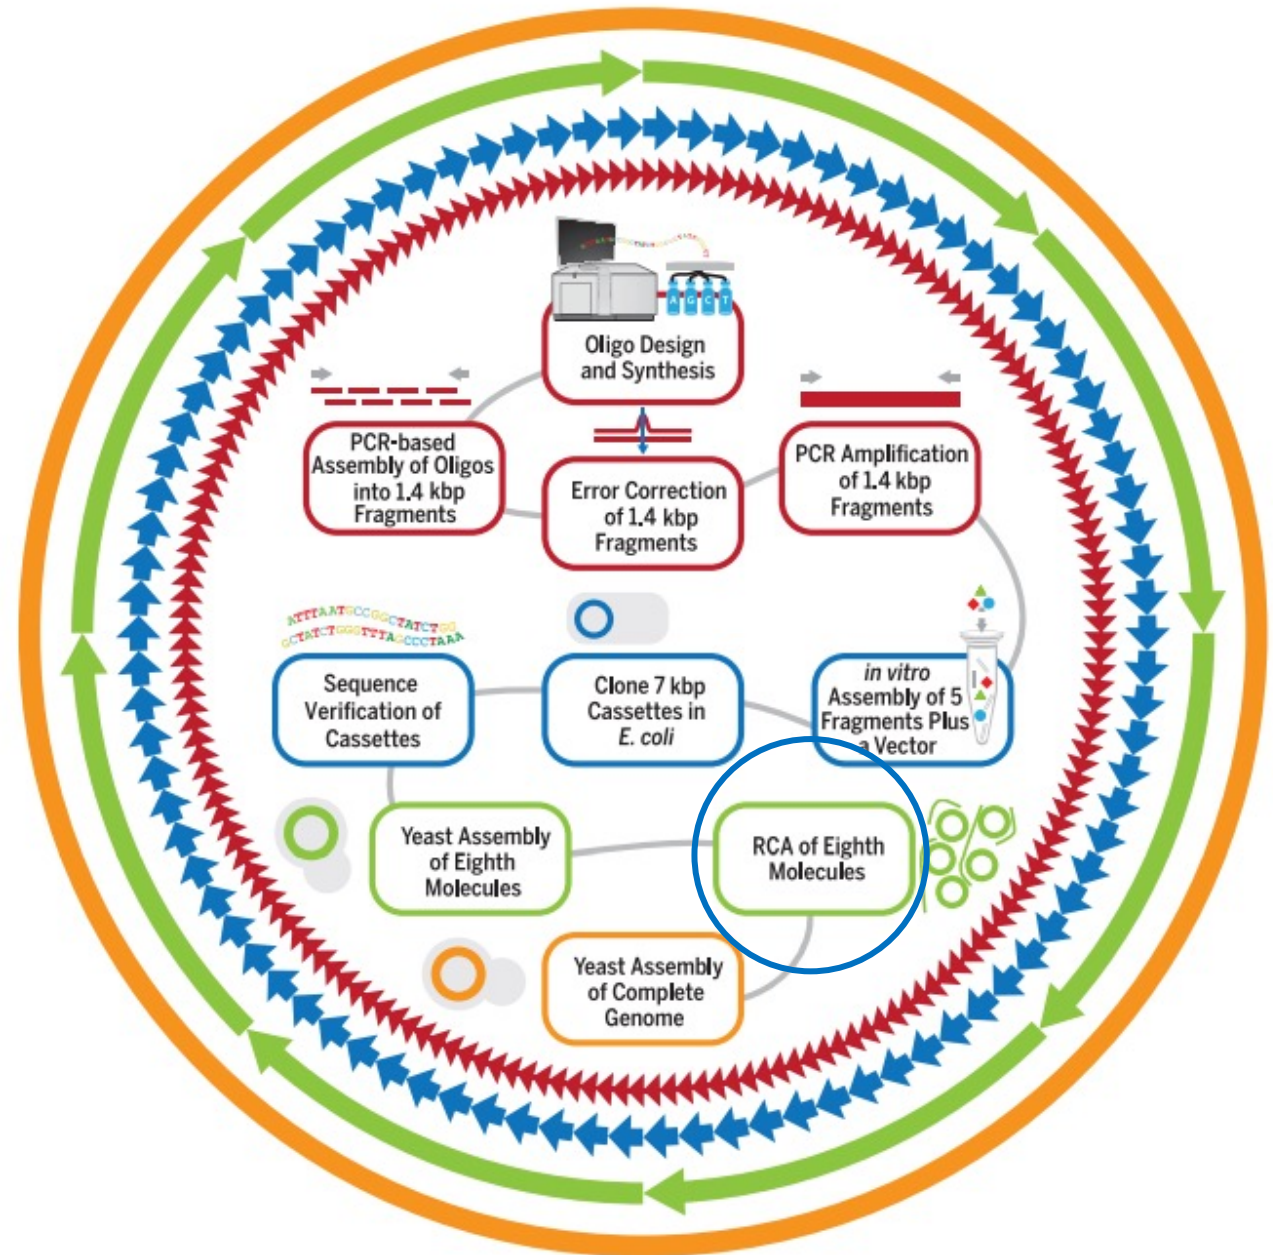 A G C T
Oligo Design
and Synthesis
PCR-based
Assembly of Oligos
into 1.4 kbp
Fragments
Error Correction
of 1.4 kbp
Fragments
PCR Amplification
of 1.4 kbp
Fragments
ATTTAATGCCGGCTATCTGG
GCTATCTGGGTTTAGCCCTAAA
Sequence
Verification of
Cassettes
Clone 7 kbp
Cassettes in
E. coli
in vitro
Assembly of 5
Fragments Plus
a Vector
Yeast Assembly
of Eighth
Molecules
RCA of Eighth
Molecules
Yeast Assembly
of Complete
Genome